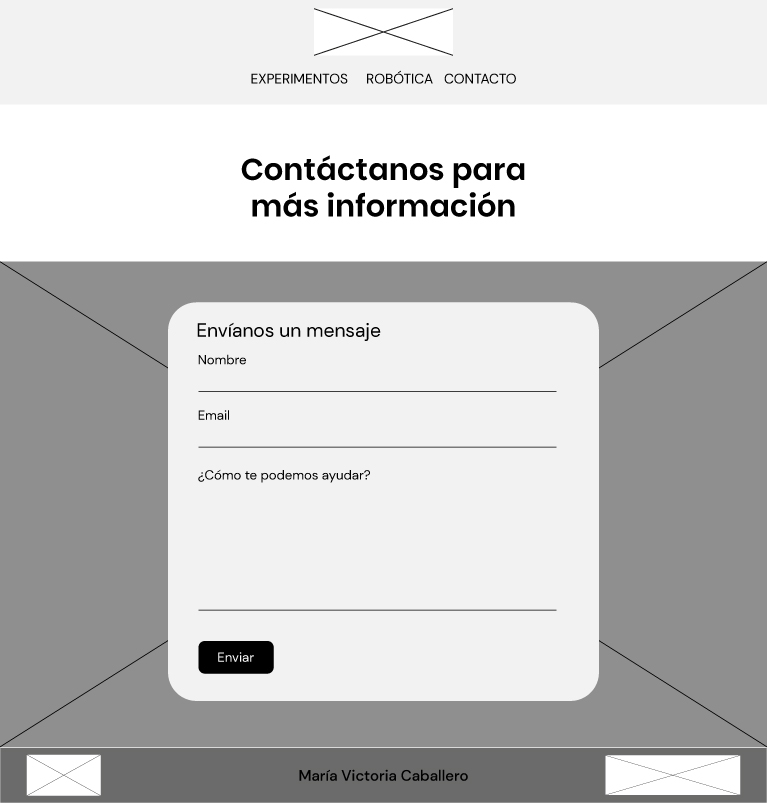 EXPERIMENTOS ROBÓTICA CONTACTO
Contáctanos para
más información
Envíanos un mensaje
Nombre
Email
¿Cómo te podemos ayudar?
Enviar
María Victoria Caballero